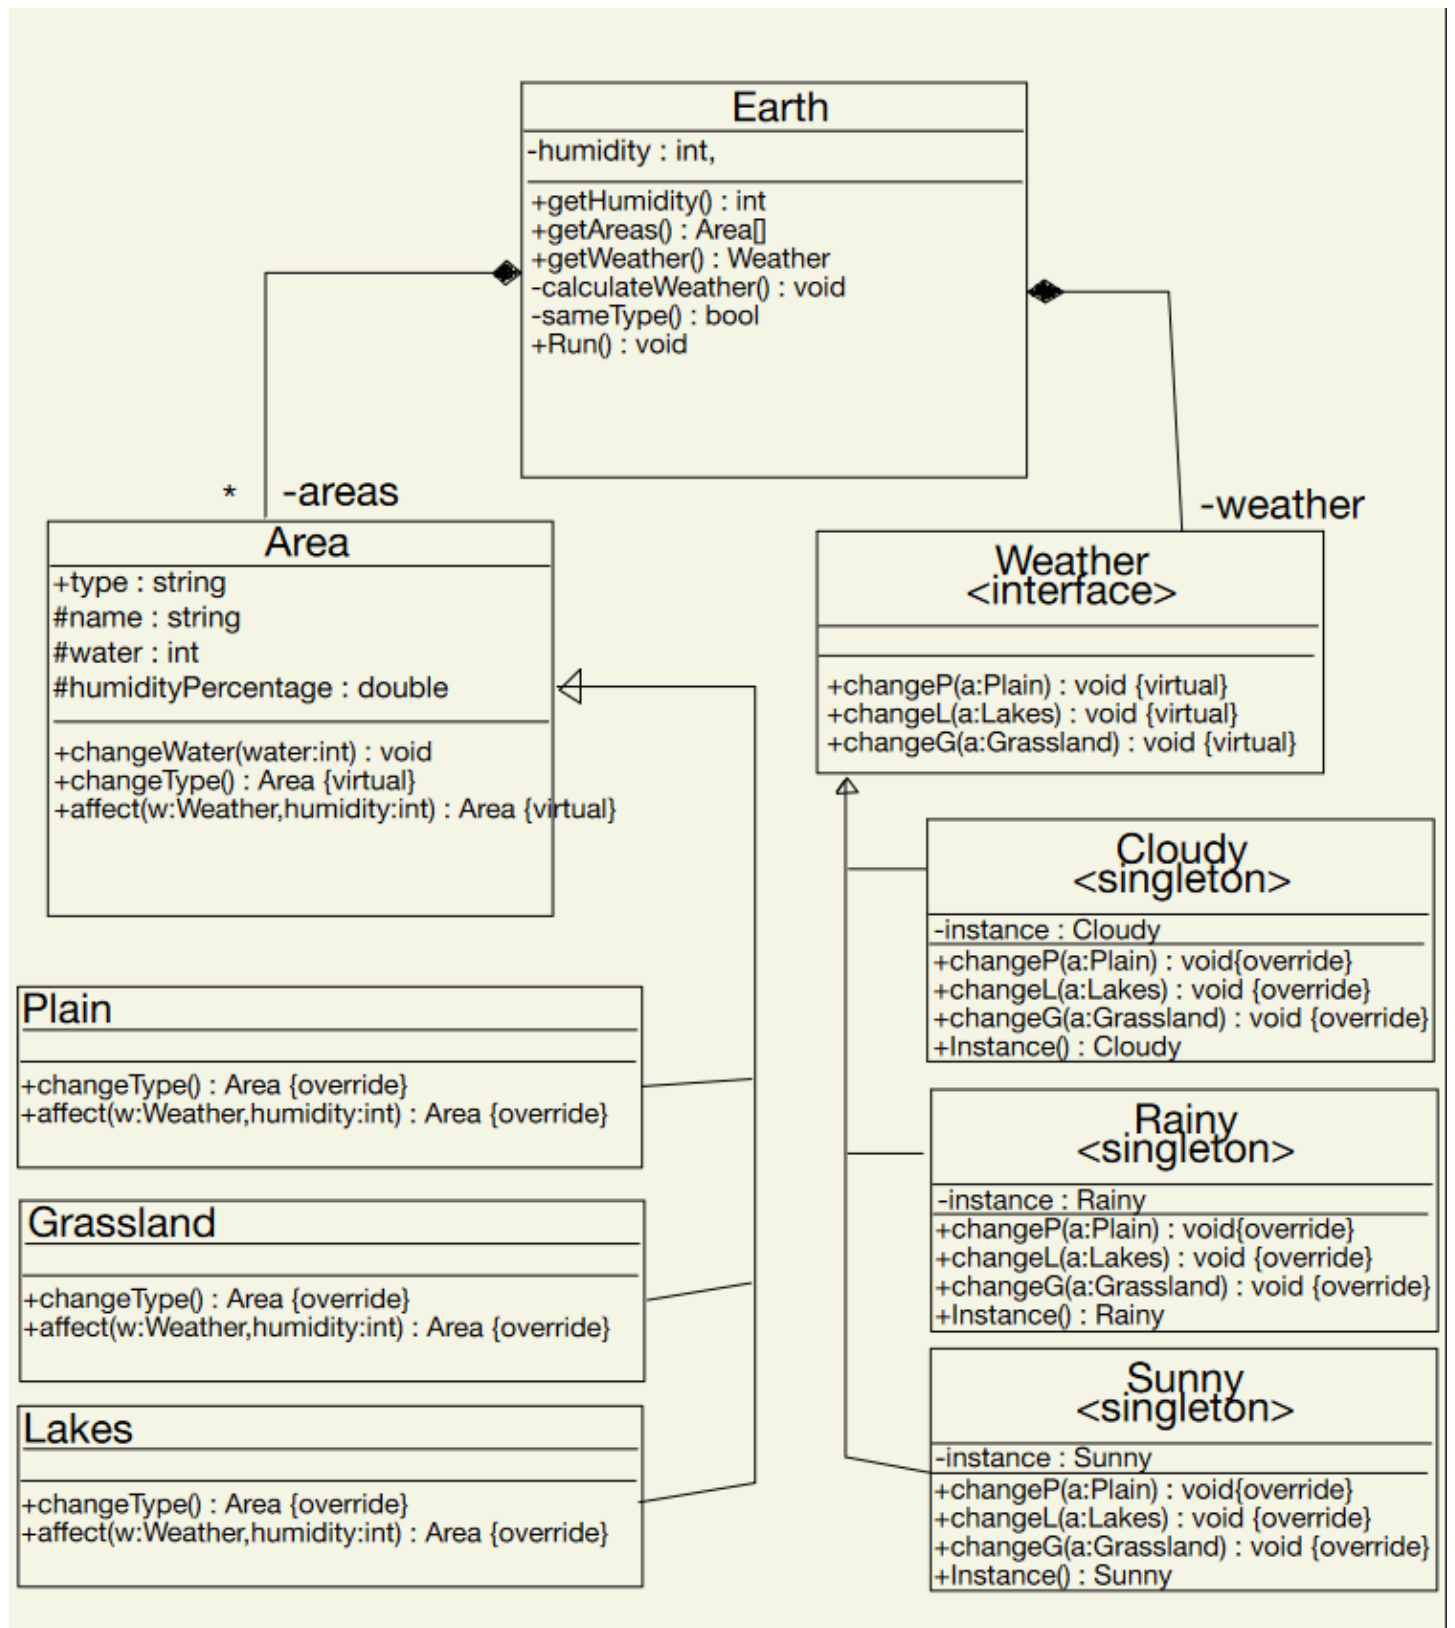 Earth
-humidity : int,
+getHumidity() : int
+getAreas() : Area[]
+getWeather() : Weather
-calculateWeather() : void
-sameType() : bool
+Run() : void
* -areas
-weather
Area
+type : string
#name : string
#water : int
#humidityPercentage : double
+changeWater(water:int) : void
+changeType() : Area {virtual}
+affect(w:Weather,humidity:int) : Area {virtual}
Weather
<interface>
+changeP(a:Plain) : void {virtual}
+changeL(a:Lakes) : void {virtual}
+changeG(a:Grassland) : void {virtual}
Cloudy
<singleton>
-instance : Cloudy
+changeP(a:Plain) : void{override}
+changeL(a:Lakes) : void {override}
+changeG(a:Grassland) : void {override}
+Instance() : Cloudy
Plain
+changeType() : Area {override}
+affect(w:Weather,humidity:int) : Area {override}
Rainy
<singleton>
-instance : Rainy
+changeP(a:Plain) : void{override}
+changeL(a:Lakes) : void {override}
+changeG(a:Grassland) : void {override}
+Instance() : Rainy
Grassland
+changeType() : Area {override}
+affect(w:Weather,humidity:int) : Area {override}
Sunny
<singleton>
-instance : Sunny
+changeP(a:Plain) : void{override}
+changeL(a:Lakes) : void {override}
+changeG(a:Grassland) : void {override}
+Instance() : Sunny
Lakes
+changeType() : Area {override}
+affect(w:Weather,humidity:int) : Area {override}